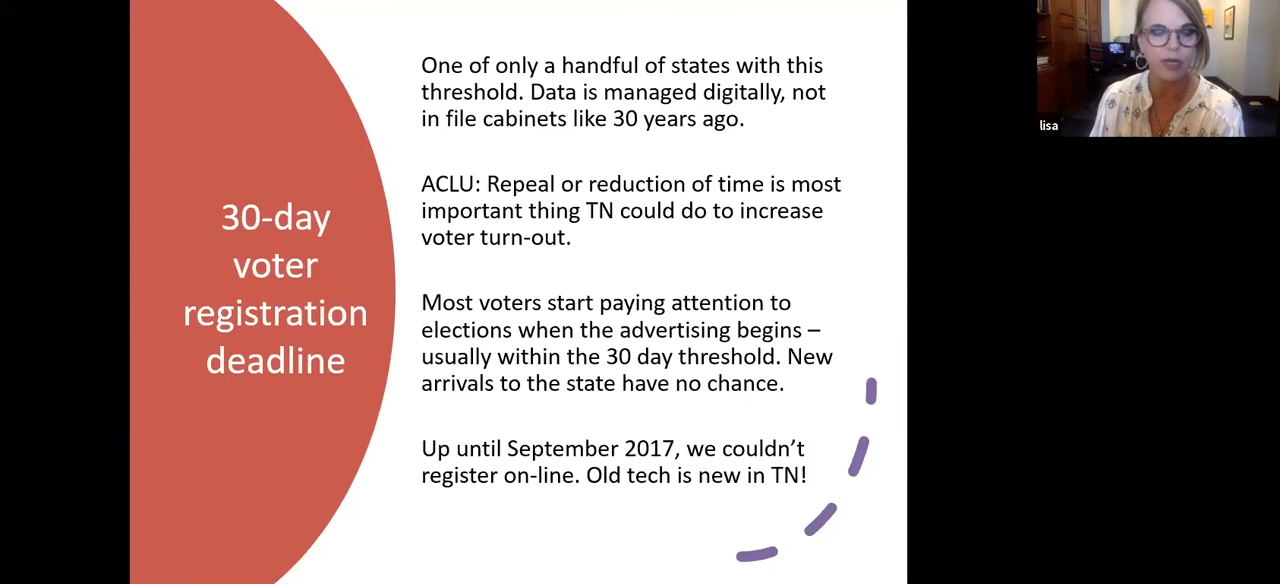 30-day
voter
registration
deadline
One of only a handful of states with this
threshold. Data is managed digitally, not
in file cabinets like 30 years ago.
ACLU: Repeal or reduction of time is most
important thing TN could do to increase
voter turn-out.
Most voters start paying attention to
elections when the advertising begins –
usually within the 30 day threshold. New
arrivals to the state have no chance.
Up until September 2017, we couldn’t
register on-line. Old tech is new in TN!
lisa